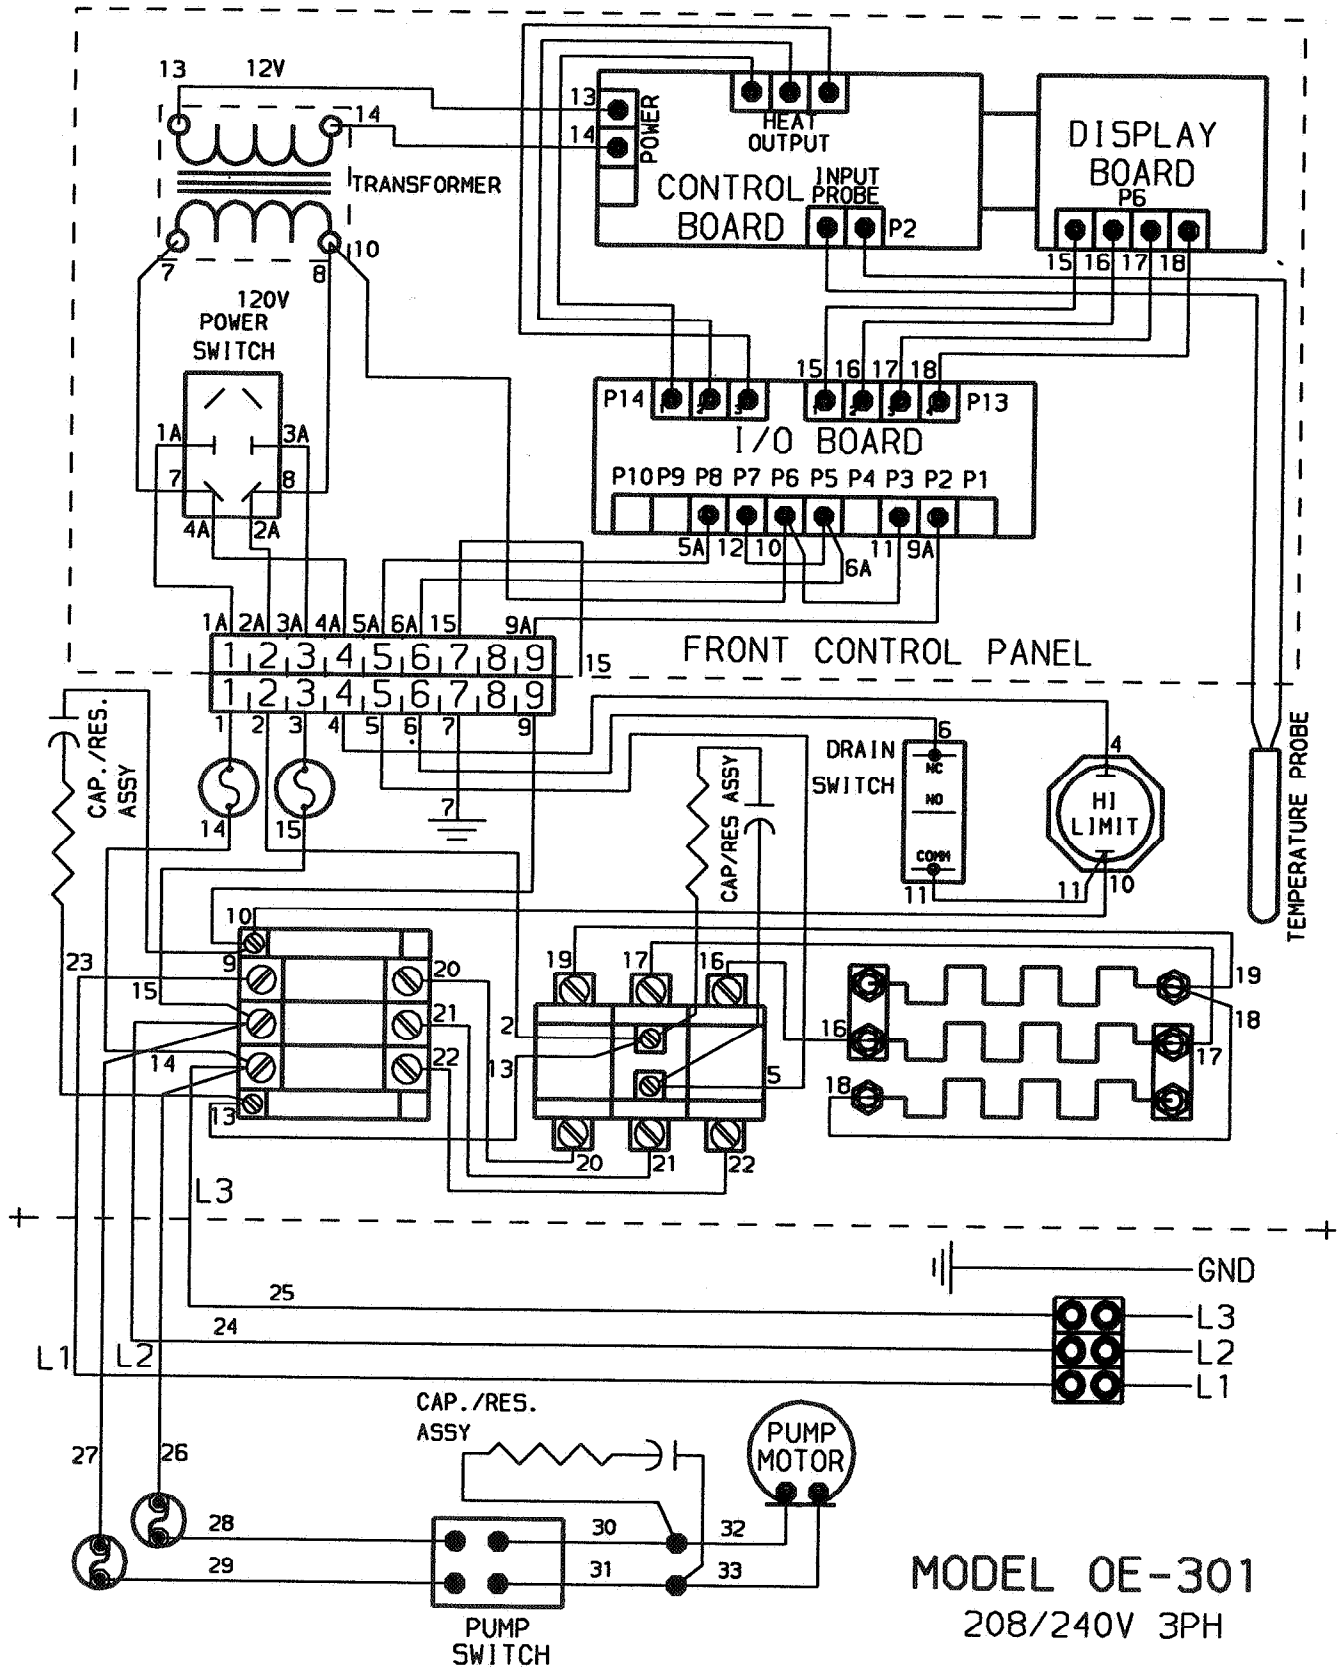 13
12V
14
13
14
POWER
HEAT
OUTPUT
DISPLAY
BOARD
P6
TRANSFORMER
CONTROL
BOARD
INPUT
PROBE
P2
7
8
10
15
16
17
18
120V
POWER
SWITCH
1A
3A
7
8
4A
2A
15
16
17
18
P14
1
2
3
1
2
3
4
P13
I/O BOARD
P10
P9
P8
P7
P6
P5
P4
P3
P2
P1
5A
12
10
6A
11
9A
1A
2A
3A
4A
5A
6A
15
9A
1
2
3
4
5
6
7
8
9
15
FRONT CONTROL PANEL
1
2
3
4
5
6
7
8
9
1
2
3
4
5
6
7
9
CAP./RES.
ASSY
14
15
7
CAP/RES ASSY
DRAIN
SWITCH
6
NC
NO
COMM
11
4
HI
LIMIT
11
10
TEMPERATURE PROBE
10
23
9
15
14
13
20
21
22
19
17
16
2
13
5
20
21
22
16
18
19
18
17
L3
GND
25
L3
24
L2
L1
L1
L2
CAP./RES.
ASSY
PUMP
MOTOR
27
26
28
29
30
31
32
33
PUMP
SWITCH
MODEL OE-301
208/240V 3PH